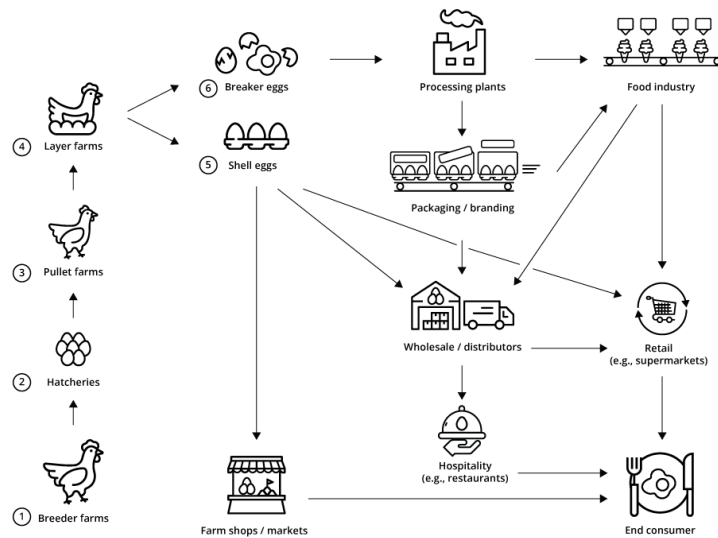 6 Breaker eggs
Processing plants
Food industry
4 Layer farms
5 Shell eggs
Packaging / branding
3 Pullet farms
Wholesale / distributors
Retail
(e.g., supermarkets)
2 Hatcheries
Hospitality
(e.g., restaurants)
1 Breeder farms
Farm shops / markets
End consumer